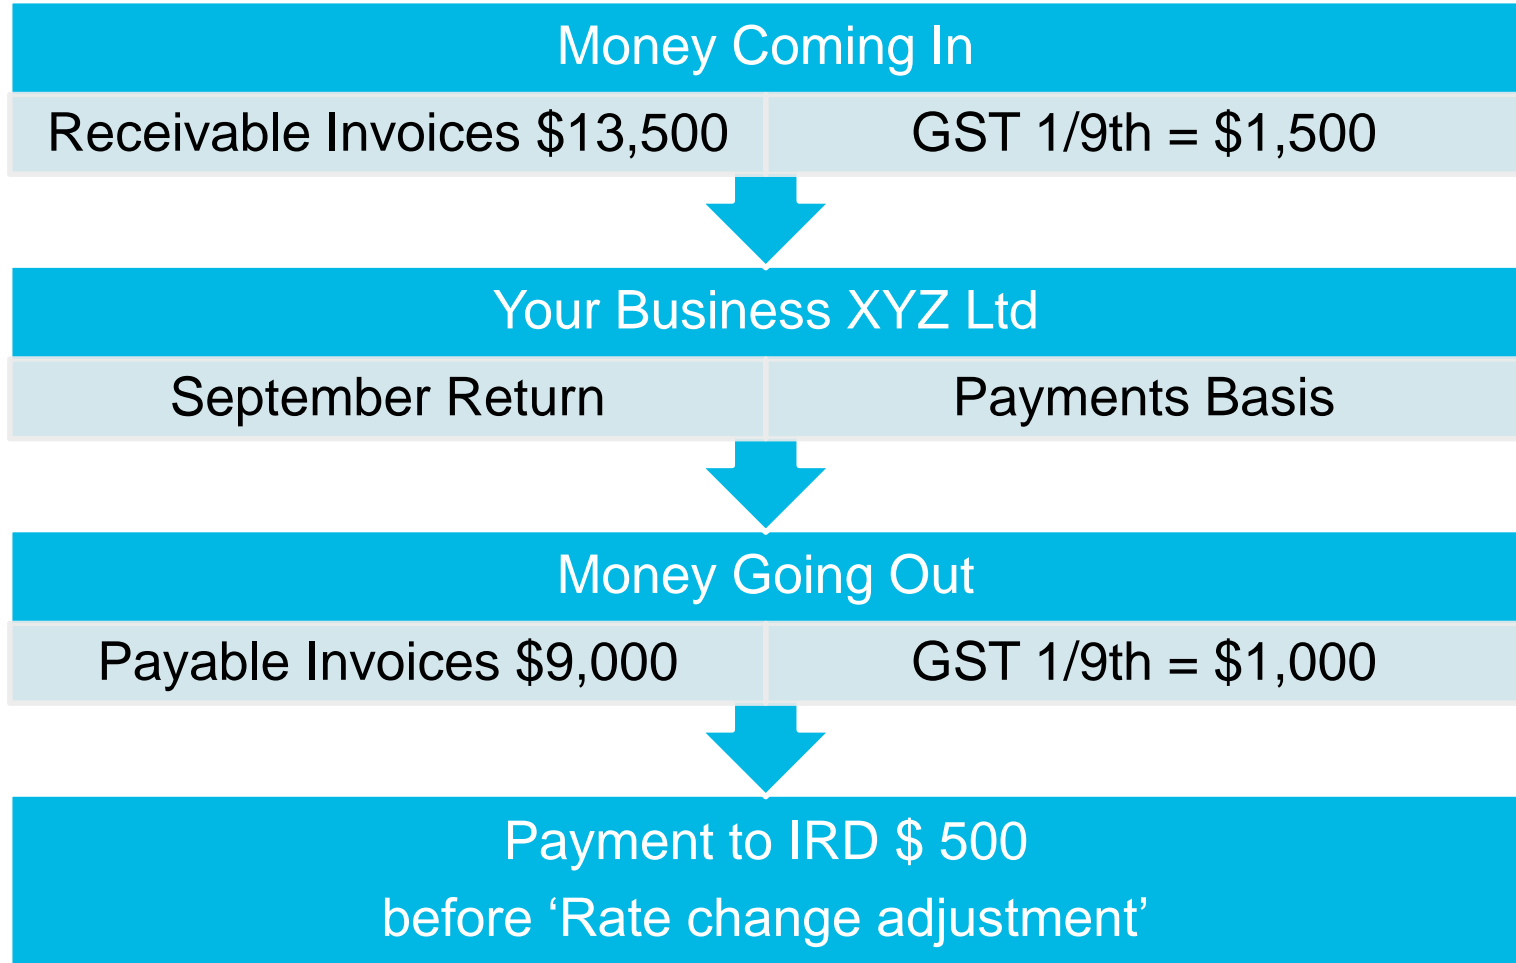 Money Coming In
Receivable Invoices $13,500
GST 1/9th = $1,500
Your Business XYZ Ltd
September Return
Payments Basis
Money Going Out
Payable Invoices $9,000
GST 1/9th = $1,000
Payment to IRD $ 500
before ‘Rate change adjustment’